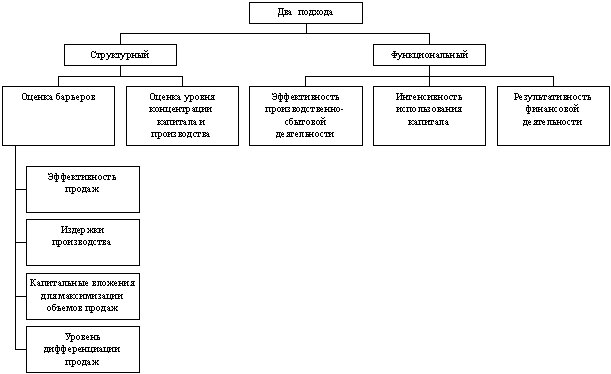 Два подхода
Структурный
Функциональный
Оценка барьеров
Оценка уровня
концентрации
капитала и
производства
Эффективность
производственно-
сбытовой
деятельности
Интенсивность
использования
капитала
Результативность
финансовой
деятельности
Эффективность
продаж
Издержки
производства
Капитальные вложения
для максимизации
объемов продаж
Уровень
дифференциации
продаж